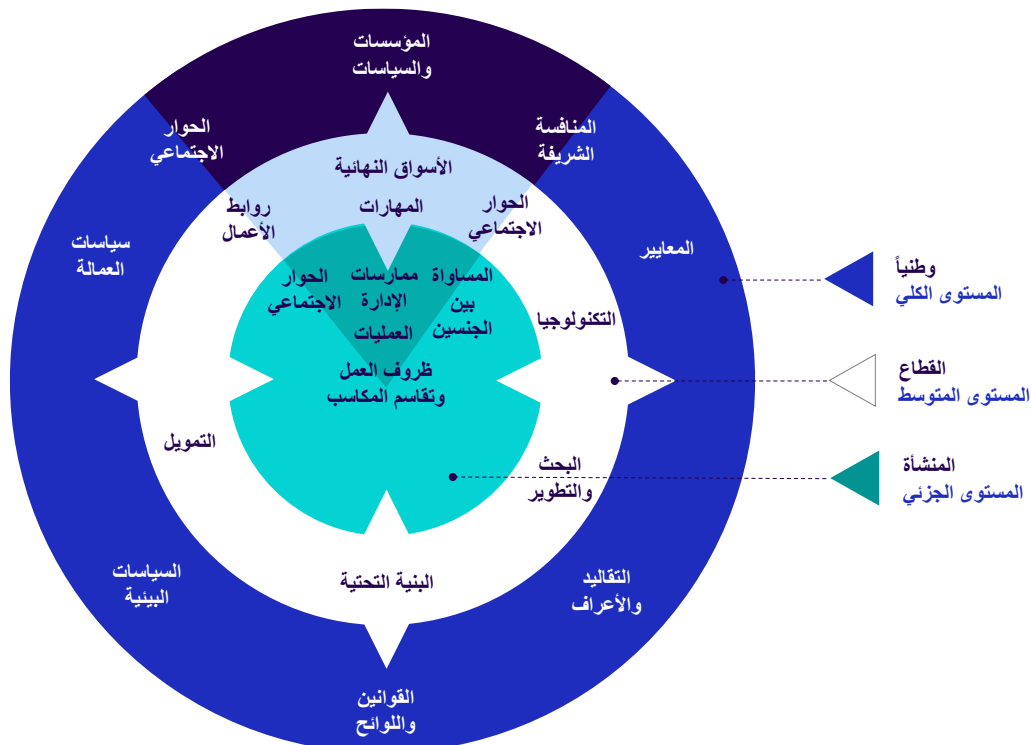 المؤسسات
والسياسات
المنافسة
الشريفة
الحوار
الاجتماعي
الأسواق النهائية
المهارات
الحوار
الاجتماعي
روابط
الأعمال
المعايير
سياسات
العمالة
المساواة
بين
الجنسين
ممارسات
الإدارة
العمليات
الحوار
الاجتماعي
التكنولوجيا
ظروف العمل
وتقاسم المكاسب
التمويل
البحث
والتطوير
البنية التحتية
التقاليد
والأعراف
السياسات
البيئية
القوانين
واللوائح
وطنياً
المستوى الكلي
القطاع
المستوى المتوسط
المنشأة
المستوى الجزئي